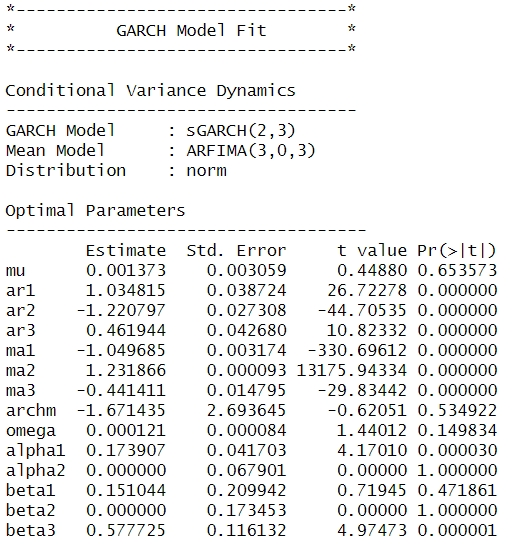 *---------------------------------*
*          GARCH Model Fit        *
*---------------------------------*
Conditional Variance Dynamics
-----------------------------------
GARCH Model : sGARCH(2,3)
Mean Model : ARFIMA(3,0,3)
Distribution : norm
Optimal Parameters
------------------------------------
Estimate Std. Error t value Pr(>|t|)
mu 0.001373 0.003059 0.44880 0.653573
ar1 1.034815 0.038724 26.72278 0.000000
ar2 -1.220797 0.027308 -44.70535 0.000000
ar3 0.461944 0.042680 10.82332 0.000000
ma1 -1.049685 0.003174 -330.69612 0.000000
ma2 1.231866 0.000093 13175.94334 0.000000
ma3 -0.441411 0.014795 -29.83442 0.000000
archm -1.671435 2.693645 -0.62051 0.534922
omega 0.000121 0.000084 1.44012 0.149834
alpha1 0.173907 0.041703 4.17010 0.000030
alpha2 0.000000 0.067901 0.00000 1.000000
beta1 0.151044 0.209942 0.71945 0.471861
beta2 0.000000 0.173453 0.00000 1.000000
beta3 0.577725 0.116132 4.97473 0.000001